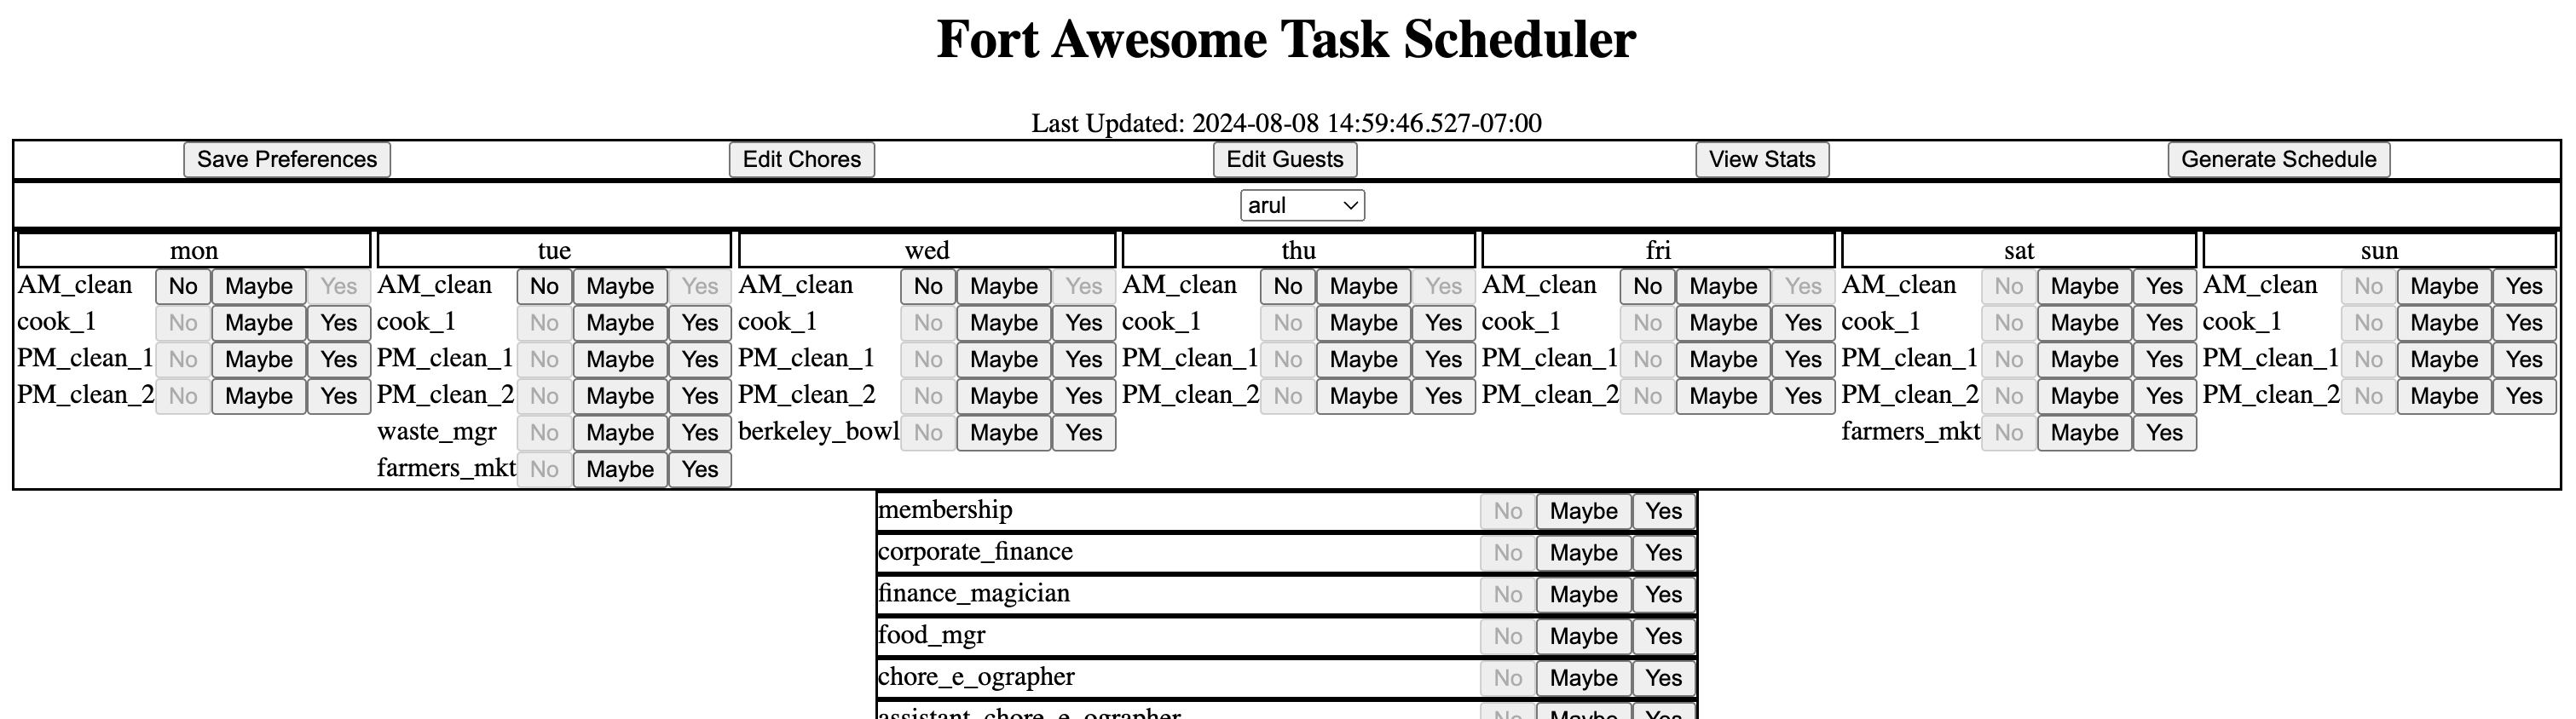 Fort Awesome Task Scheduler
Last Updated: 2024-08-08 14:59:46.527-07:00
Save Preferences Edit Chores Edit Guests View Stats Generate Schedule
arul
mon tue wed thu fri sat sun
AM_clean No Maybe Yes AM_clean No Maybe Yes AM_clean No Maybe Yes AM_clean No Maybe Yes AM_clean No Maybe Yes AM_clean No Maybe Yes AM_clean No Maybe Yes
cook_1 No Maybe Yes cook_1 No Maybe Yes cook_1 No Maybe Yes cook_1 No Maybe Yes cook_1 No Maybe Yes cook_1 No Maybe Yes cook_1 No Maybe Yes
PM_clean_1 No Maybe Yes PM_clean_1 No Maybe Yes PM_clean_1 No Maybe Yes PM_clean_1 No Maybe Yes PM_clean_1 No Maybe Yes PM_clean_1 No Maybe Yes PM_clean_1 No Maybe Yes
PM_clean_2 No Maybe Yes PM_clean_2 No Maybe Yes PM_clean_2 No Maybe Yes PM_clean_2 No Maybe Yes PM_clean_2 No Maybe Yes PM_clean_2 No Maybe Yes PM_clean_2 No Maybe Yes
waste_mgr No Maybe Yes berkeley_bowl No Maybe Yes farmers_mkt No Maybe Yes
farmers_mkt No Maybe Yes
membership No Maybe Yes
corporate_finance No Maybe Yes
finance_magician No Maybe Yes
food_mgr No Maybe Yes
chore_e_ographer No Maybe Yes
assistant_chore_e_ographer No Maybe Yes